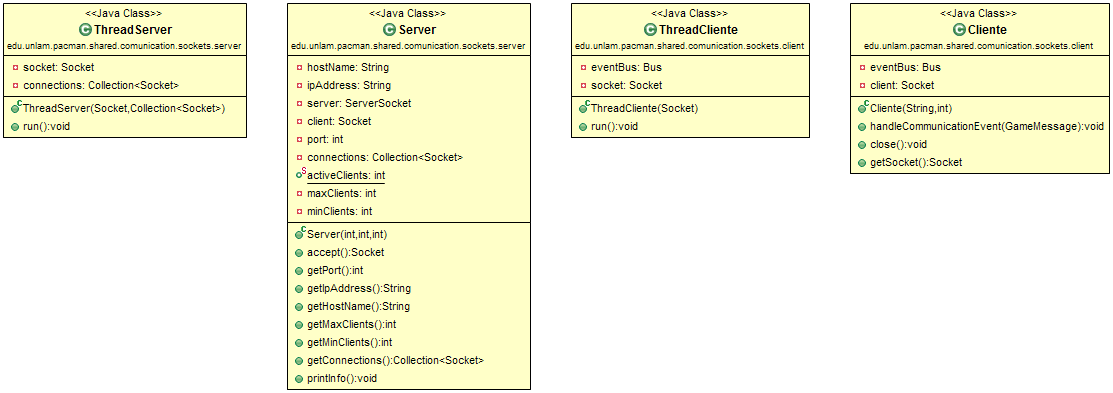 <<Java Class>>
ThreadServer
edu.unlam.pacman.shared.comunication.sockets.server
socket: Socket
connections: Collection<Socket>
ThreadServer(Socket,Collection<Socket>)
run():void
<<Java Class>>
Server
edu.unlam.pacman.shared.comunication.sockets.server
hostName: String
ipAddress: String
server: ServerSocket
client: Socket
port: int
connections: Collection<Socket>
activeClients: int
maxClients: int
minClients: int
Server(int,int,int)
accept():Socket
getPort():int
getIpAddress():String
getHostName():String
getMaxClients():int
getMinClients():int
getConnections():Collection<Socket>
printInfo():void
<<Java Class>>
ThreadCliente
edu.unlam.pacman.shared.comunication.sockets.client
eventBus: Bus
socket: Socket
ThreadCliente(Socket)
run():void
<<Java Class>>
Cliente
edu.unlam.pacman.shared.comunication.sockets.client
eventBus: Bus
client: Socket
Cliente(String,int)
handleCommunicationEvent(GameMessage):void
close():void
getSocket():Socket